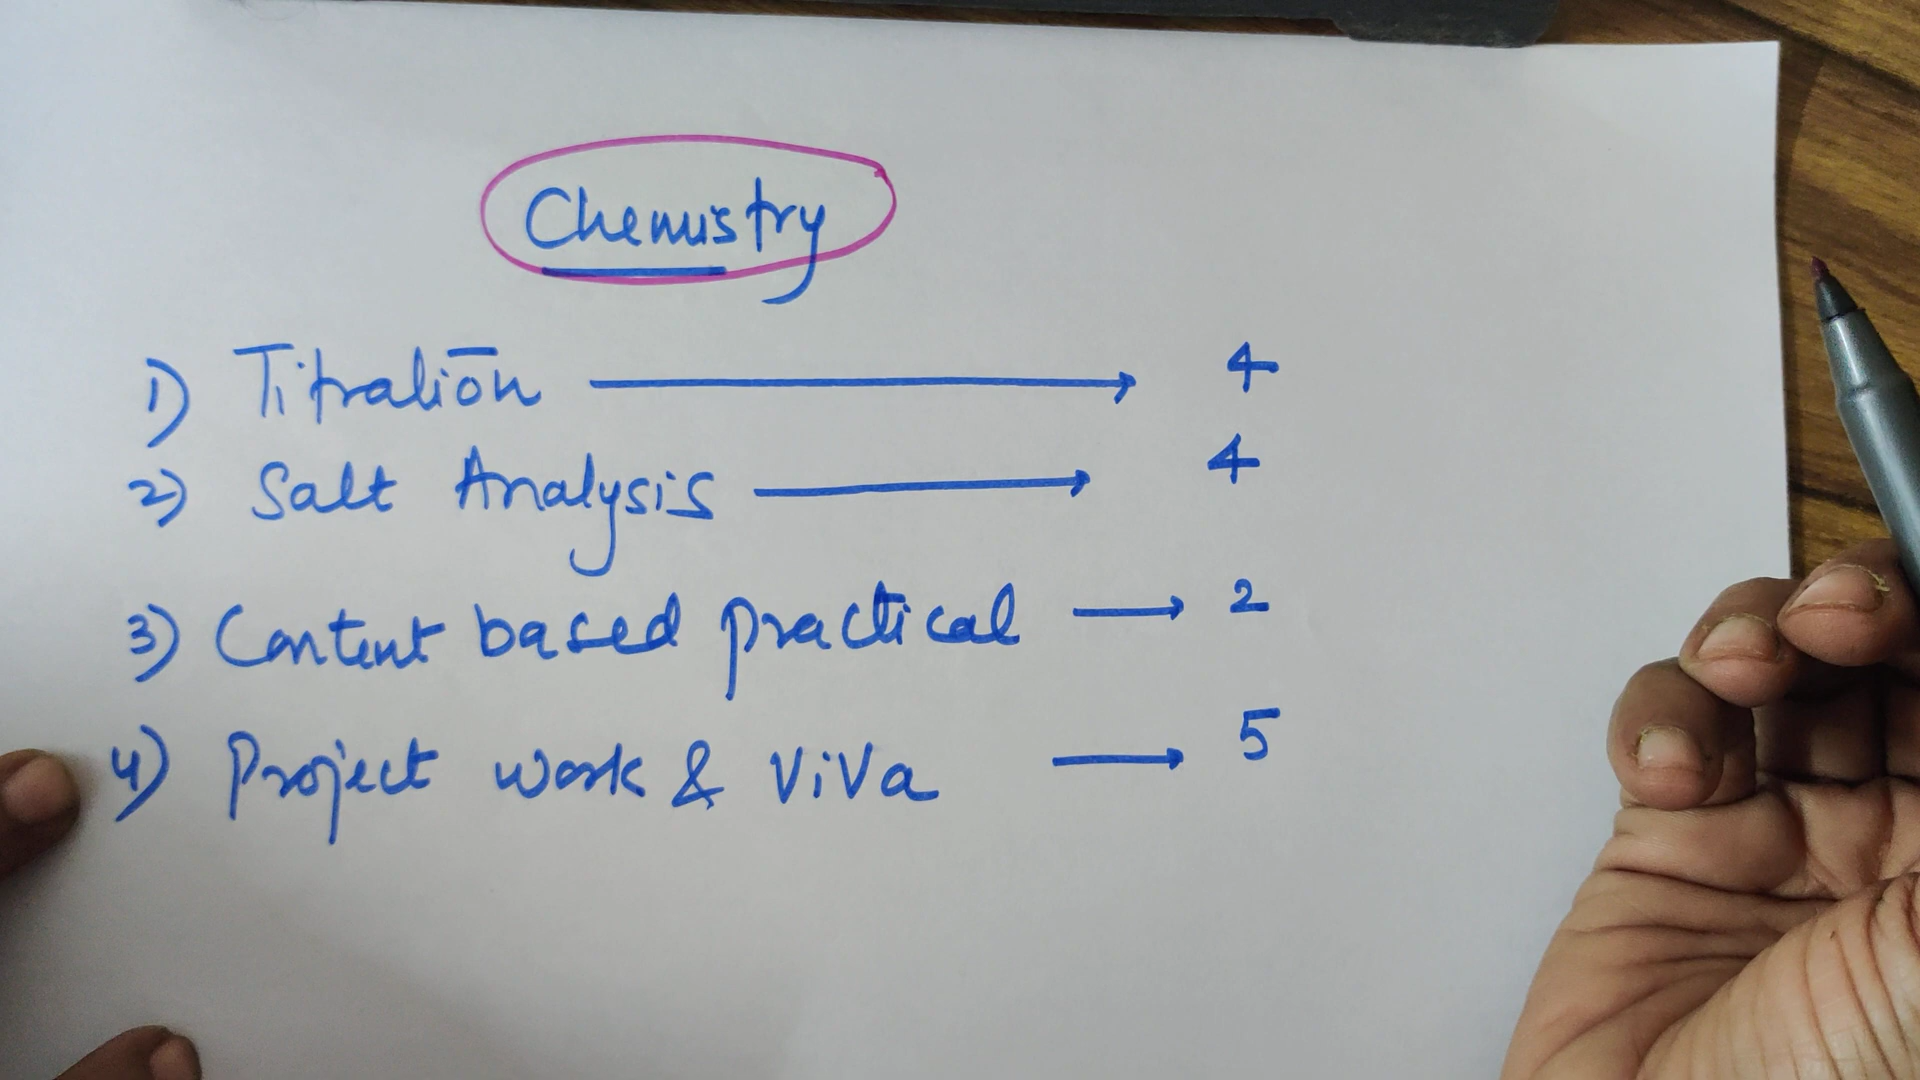 Chemistry
1) Titration → 4
2) Salt Analysis → 4
3) Content based practical → 2
4) Project work & ViVa → 5